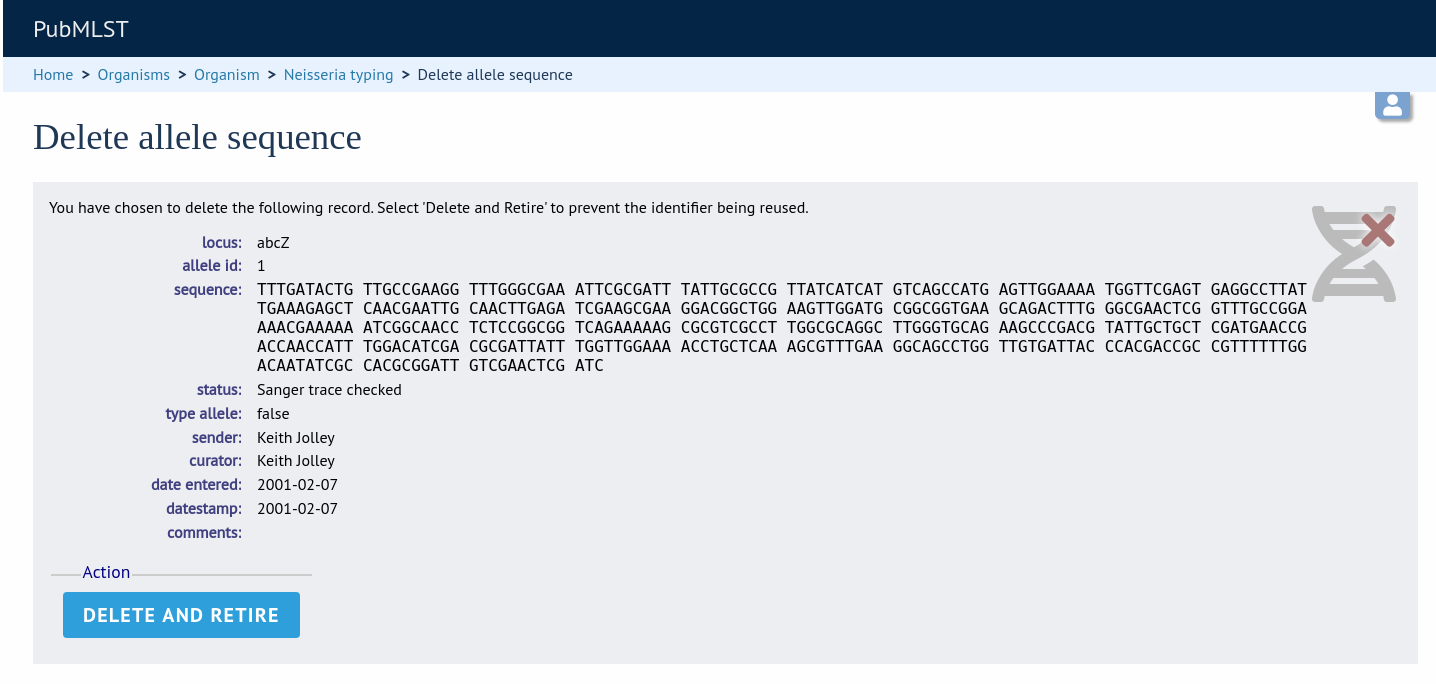 PubMLST
Home > Organisms > Organism > Neisseria typing > Delete allele sequence
Delete allele sequence
You have chosen to delete the following record. Select 'Delete and Retire' to prevent the identifier being reused.
locus: abcZ
allele id: 1
sequence: TTTGATACTG TTGCCGAAGG TTTGGGCGAA ATTCGCGATT TATTGCGCCG TTATCATCAT GTCAGCCATG AGTTGGAAAA TGGTTCGAGT GAGGCCTTAT
TGAAAGAGCT CAACGAATTG CAACTTGAGA TCGAAGCGAA GGACGGCTGG AAGTTGGATG CGGCGGTGAA GCAGACTTTG GGCGAACTCG GTTTGCCGGA
AAACGAAAAA ATCGGCAACC TCTCCGGCGG TCAGAAAAAG CGCGTCGCCT TGGCGCAGGC TTGGGTGCAG AAGCCCGACG TATTGCTGCT CGATGAACCG
ACCAACCATT TGGACATCGA CGCGATTATT TGGTTGGAAA ACCTGCTCAA AGCGTTTGAA GGCAGCCTGG TTGTGATTAC CCACGACCGC CGTTTTTTGG
ACAATATCGC CACGCGGATT GTCGAACTCG ATC
status: Sanger trace checked
type allele: false
sender: Keith Jolley
curator: Keith Jolley
date entered: 2001-02-07
datestamp: 2001-02-07
comments:
Action
DELETE AND RETIRE